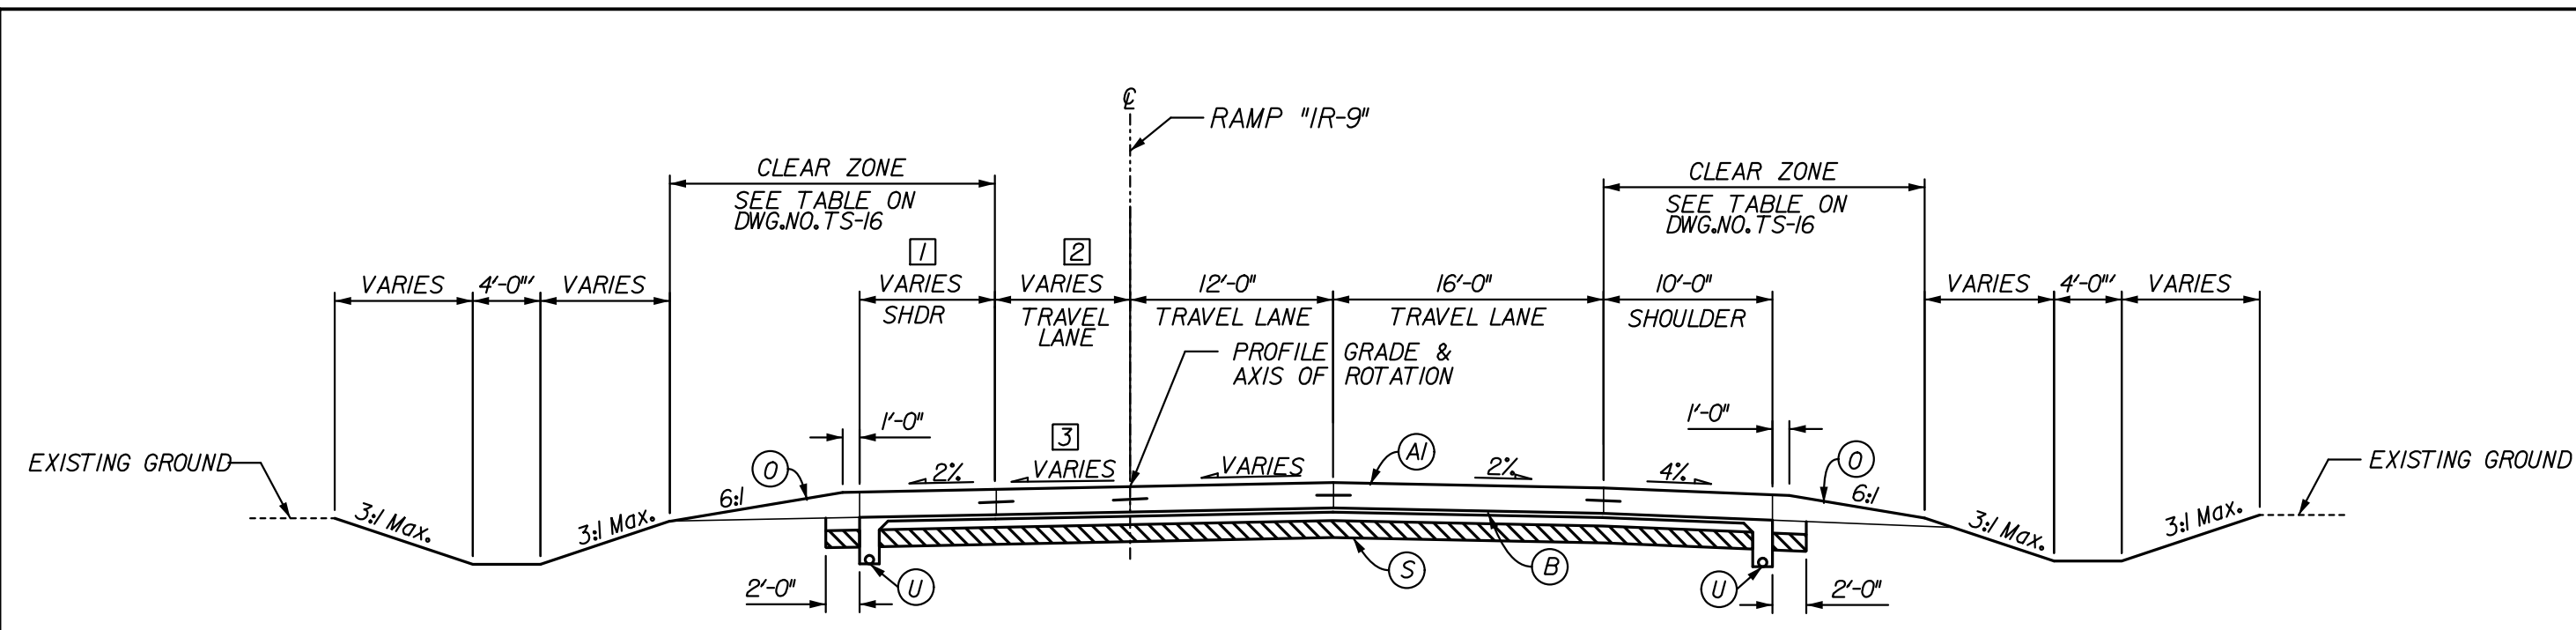 ℄
RAMP "IR-9"
CLEAR ZONE
SEE TABLE ON
DWG.NO.TS-16
CLEAR ZONE
SEE TABLE ON
DWG.NO.TS-16
1
2
VARIES
4'-0"'
VARIES
VARIES
SHDR
VARIES
TRAVEL
LANE
12'-0"
TRAVEL LANE
16'-0"
TRAVEL LANE
10'-0"
SHOULDER
VARIES
4'-0"'
VARIES
PROFILE GRADE &
AXIS OF ROTATION
1'-0"
3
1'-0"
EXISTING GROUND
O
2%
VARIES
VARIES
A1
2%
4%
O
EXISTING GROUND
3:1 Max.
3:1 Max.
6:1
6:1
3:1 Max.
3:1 Max.
2'-0"
U
S
B
U
2'-0"